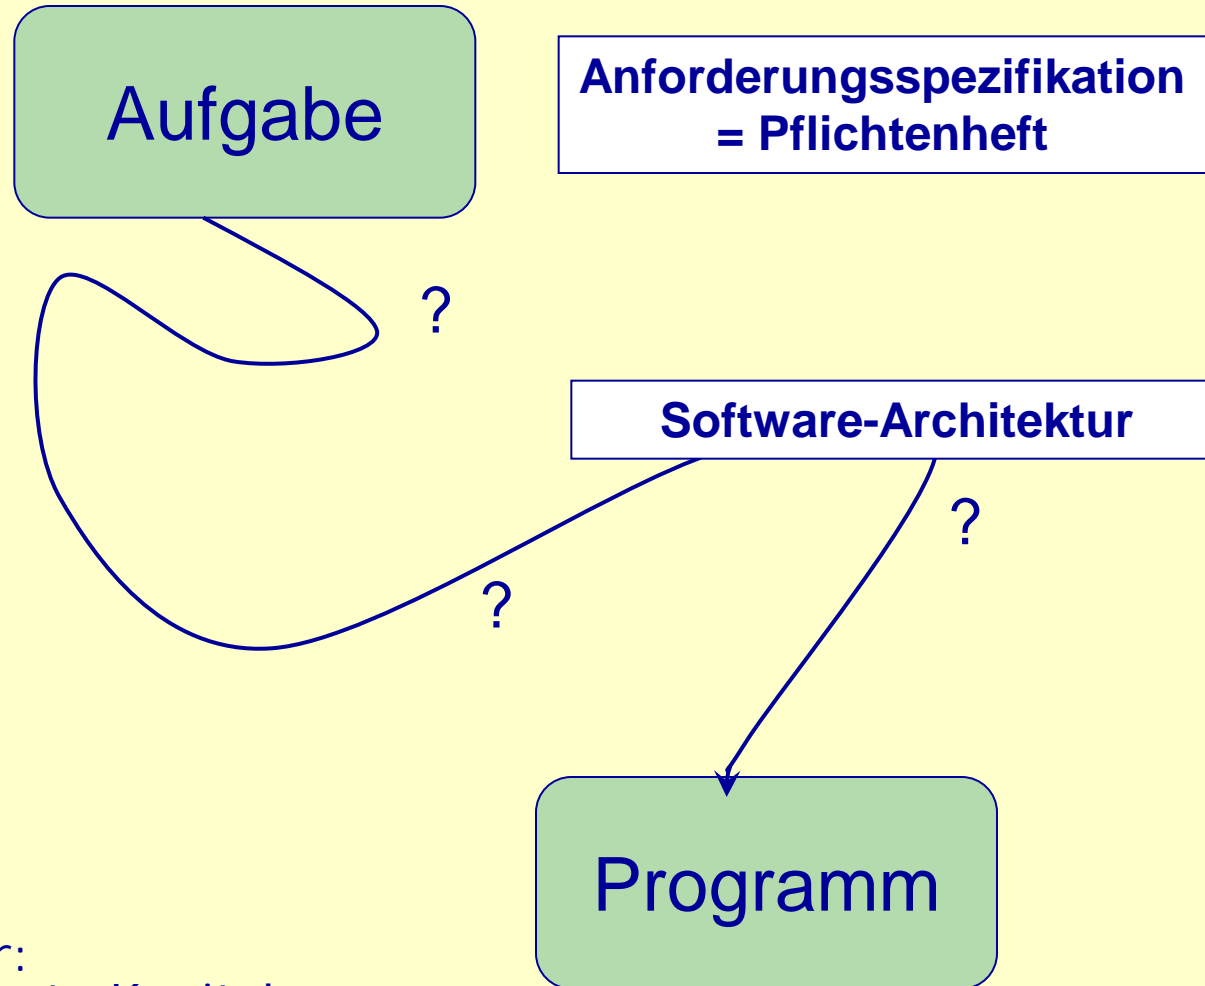 Aufgabe
Anforderungsspezifikation
= Pflichtenheft
?
Software-Architektur
?
?
Programm